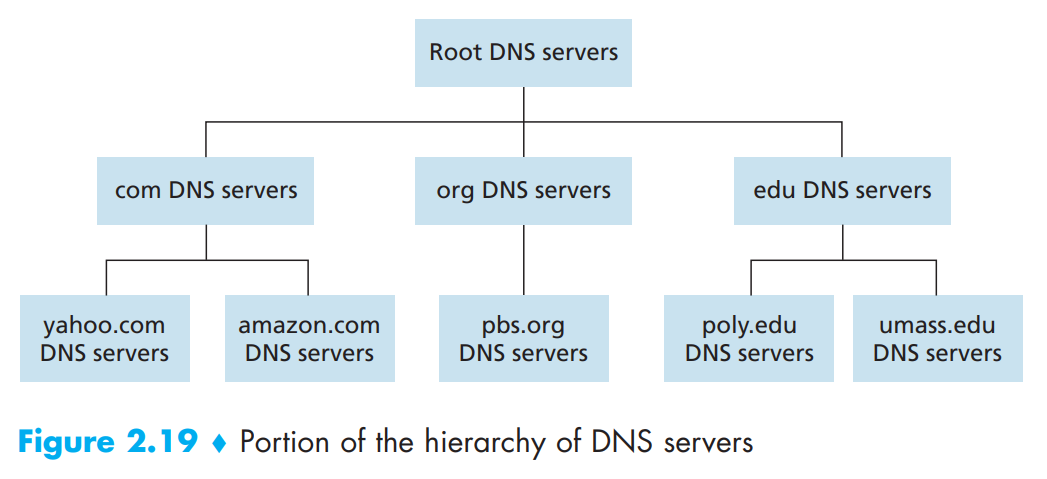 Root DNS servers
com DNS servers
org DNS servers
edu DNS servers
yahoo.com
DNS servers
amazon.com
DNS servers
pbs.org
DNS servers
poly.edu
DNS servers
umass.edu
DNS servers
Figure 2.19 ♦ Portion of the hierarchy of DNS servers